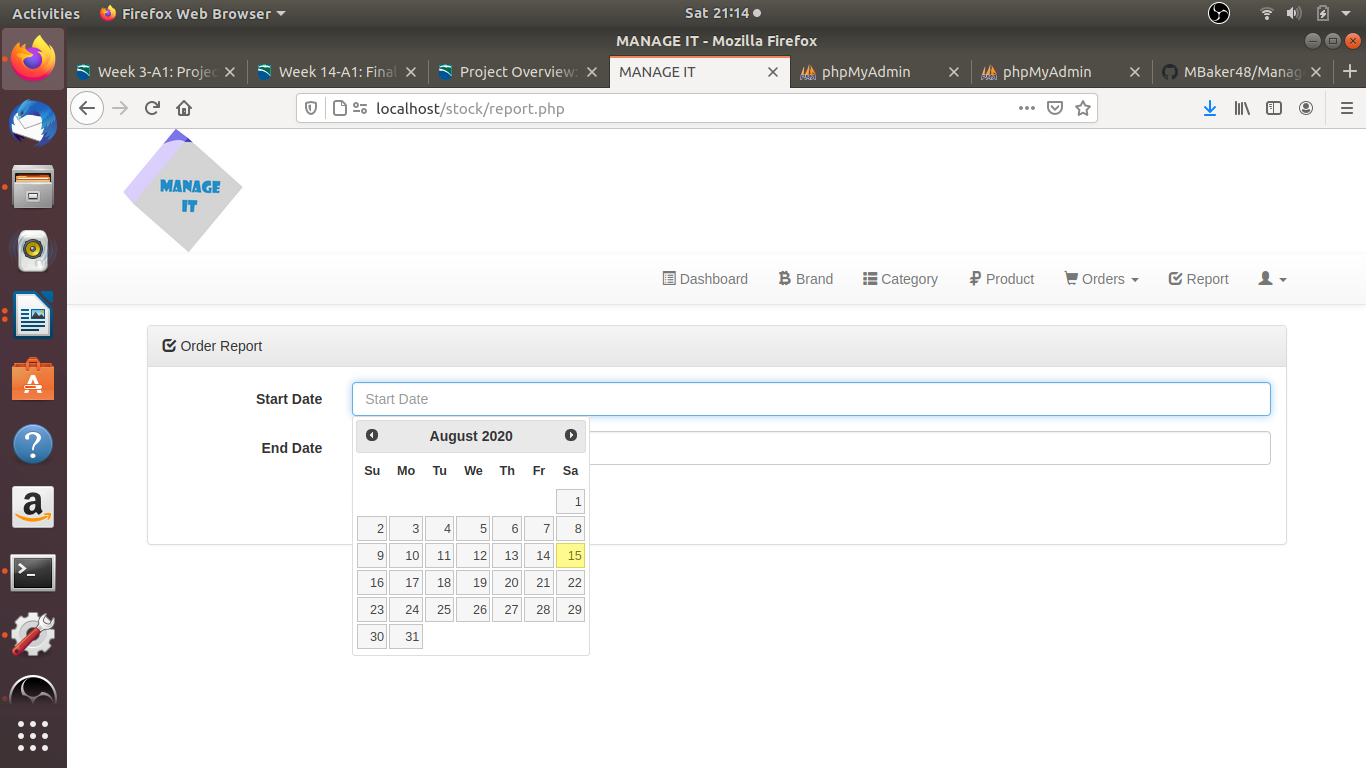 Activities Firefox Web Browser Sat 21:14
MANAGE IT - Mozilla Firefox
Week 3-A1: Projec Week 14-A1: Final Project Overview: MANAGE IT phpMyAdmin phpMyAdmin MBaker48/Manag
localhost/stock/report.php
MANAGE
IT
Dashboard Brand Category Product Orders Report
Order Report
Start Date Start Date
August 2020
End Date
Su Mo Tu We Th Fr Sa
1
2 3 4 5 6 7 8
9 10 11 12 13 14 15
16 17 18 19 20 21 22
23 24 25 26 27 28 29
30 31